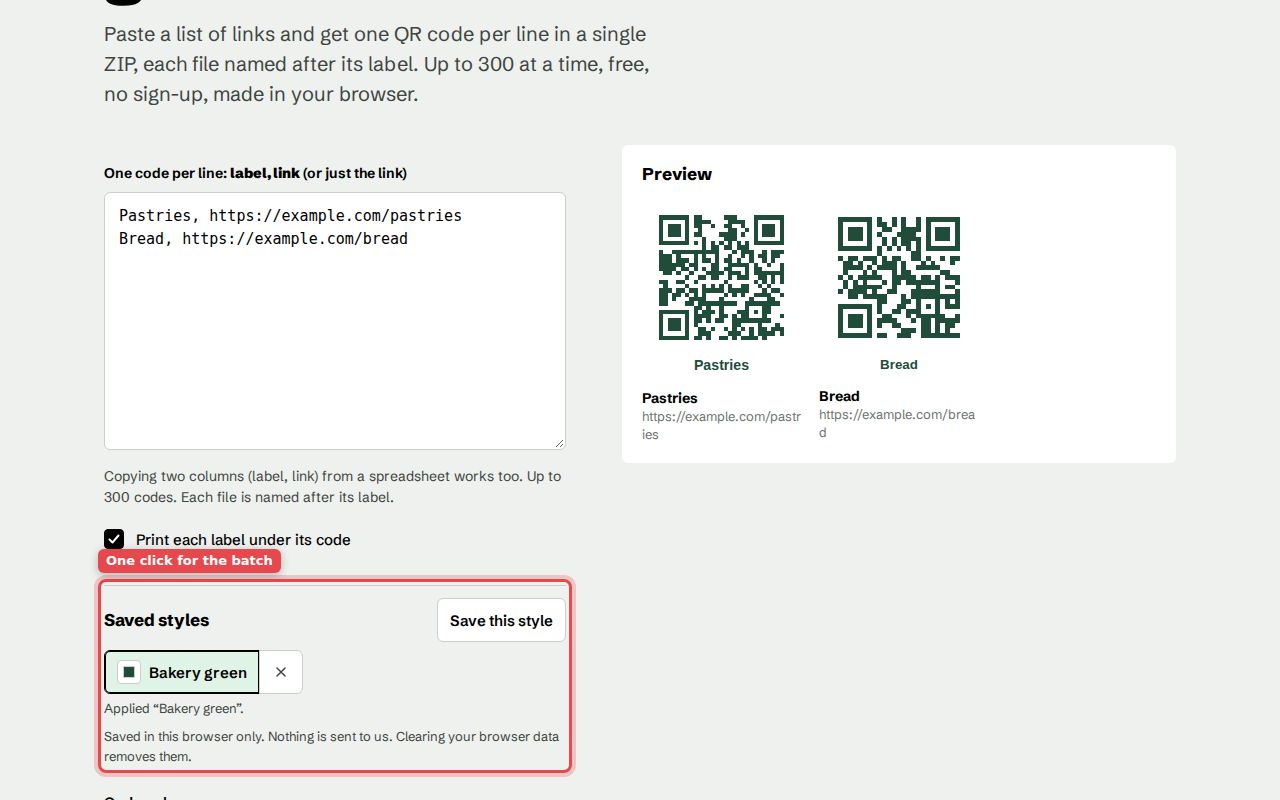 Paste a list of links and get one QR code per line in a single
ZIP, each file named after its label. Up to 300 at a time, free,
no sign-up, made in your browser.
One code per line: label, link (or just the link)
Pastries, https://example.com/pastries
Bread, https://example.com/bread
Copying two columns (label, link) from a spreadsheet works too. Up to
300 codes. Each file is named after its label.
Print each label under its code
One click for the batch
Saved styles
Save this style
Bakery green
Applied “Bakery green”.
Saved in this browser only. Nothing is sent to us. Clearing your browser data
removes them.
Preview
Pastries
Bread
Pastries
https://example.com/pastr
ies
Bread
https://example.com/brea
d